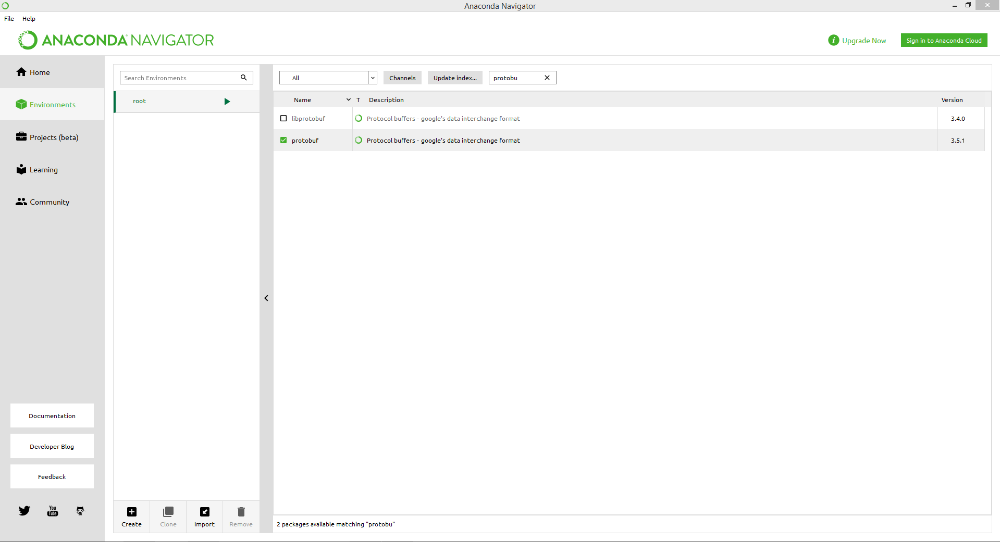 Anaconda Navigator
File Help
ANACONDA NAVIGATOR
i Upgrade Now
Sign in to Anaconda Cloud
Home
Environments
Projects (beta)
Learning
Community
Documentation
Developer Blog
Feedback
You Tube
Search Environments
root
Create Clone Import Remove
All Channels Update index... protobu
Name T Description Version
libprotobuf Protocol buffers - google's data interchange format 3.4.0
protobuf Protocol buffers - google's data interchange format 3.5.1
2 packages available matching "protobu"